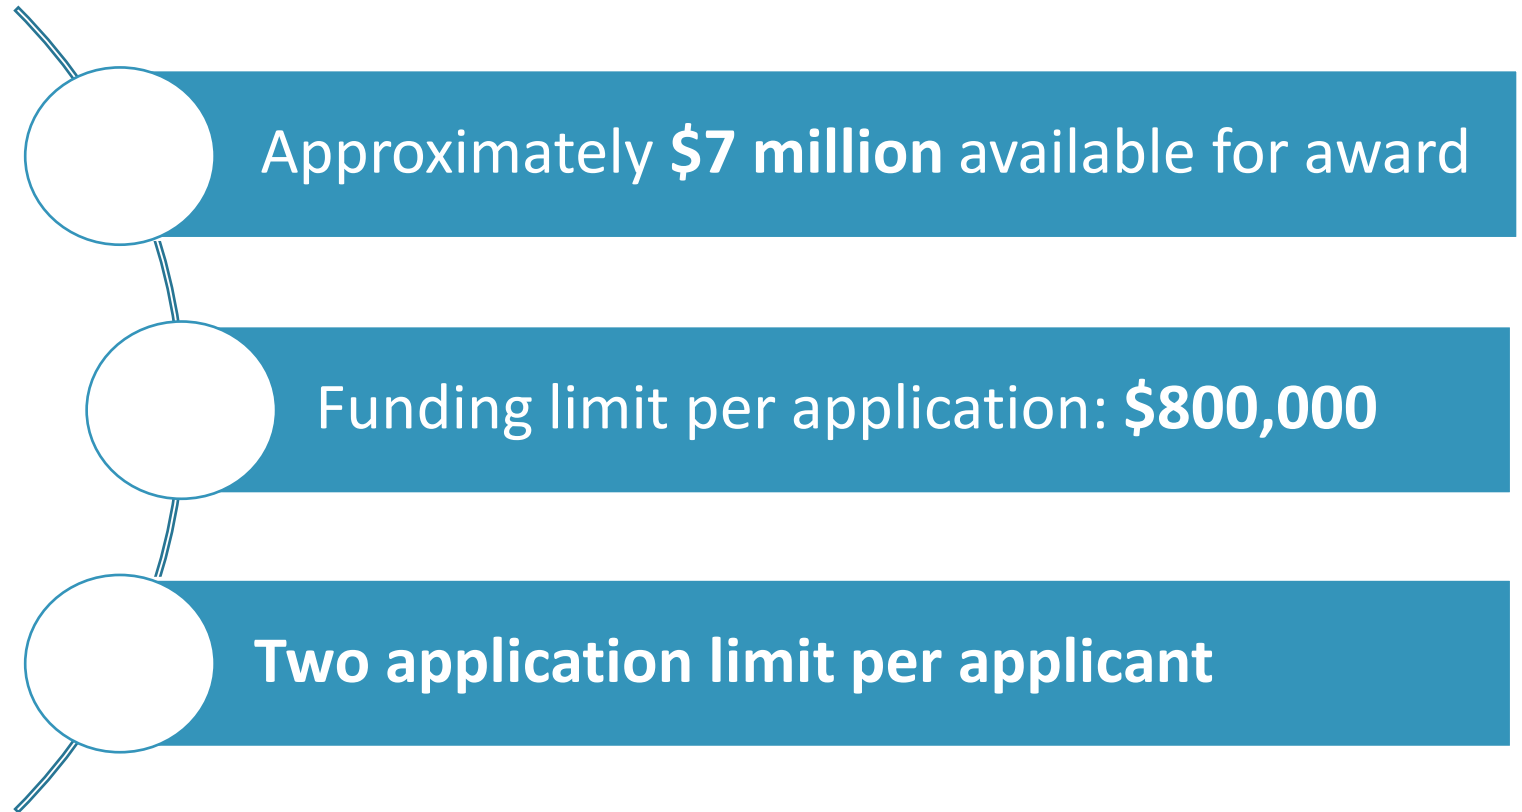 Approximately $7 million available for award
Funding limit per application: $800,000
Two application limit per applicant